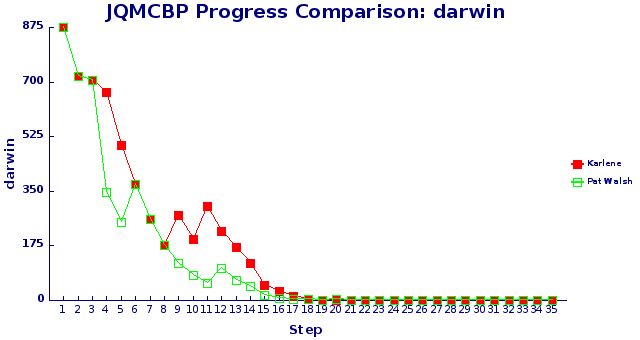 JQMCBP Progress Comparison: darwin
875
700
525
350
175
0
darwin
1 2 3 4 5 6 7 8 9 10 11 12 13 14 15 16 17 18 19 20 21 22 23 24 25 26 27 28 29 30 31 32 33 34 35
Step
Karlene
Pat Walsh